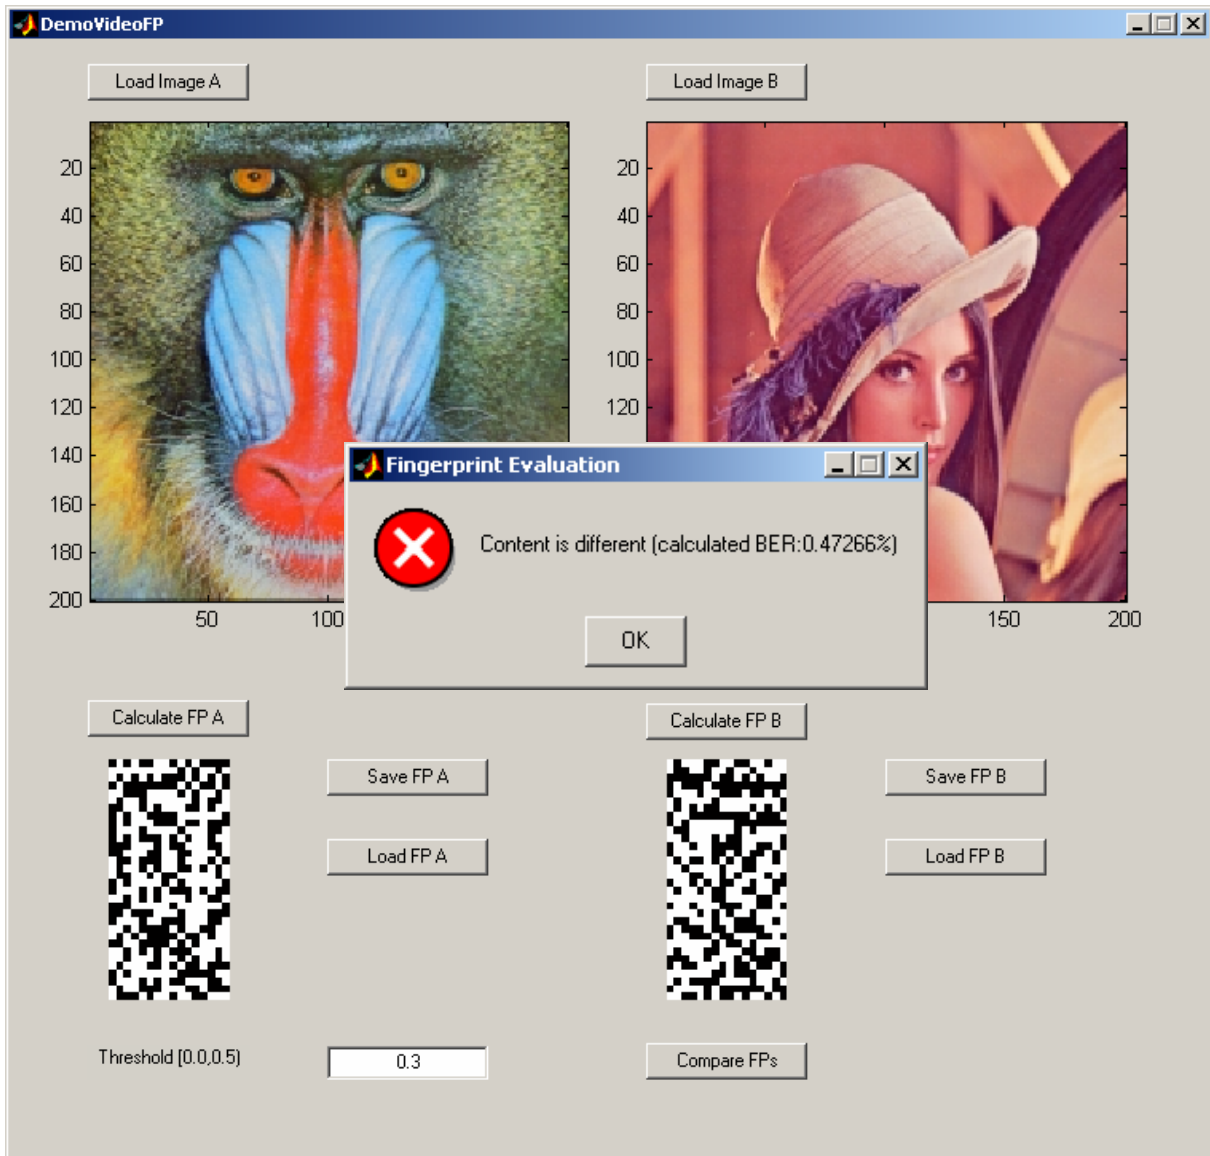 DemoVideoFP
Load Image A
Load Image B
20
40
60
80
100
120
140
160
180
200
50
100
20
40
60
80
100
120
150
200
Fingerprint Evaluation
Content is different (calculated BER:0.47266%)
OK
Calculate FP A
Calculate FP B
Save FP A
Save FP B
Load FP A
Load FP B
Threshold [0.0,0.5)
0.3
Compare FPs